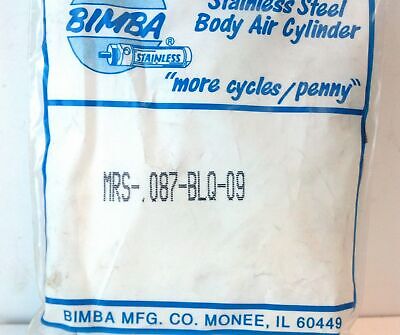 Stainless Steel
BIMBA
®
Body Air Cylinder
STAINLESS
"more cycles/penny"
MRS-.087-BLQ-09
BIMBA MFG. CO. MONEE, IL 60449